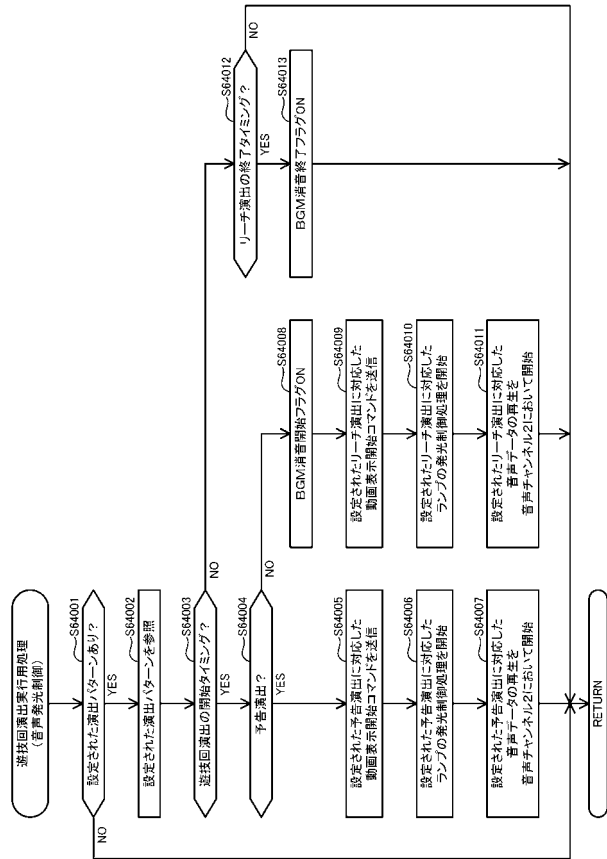 遊技回演出実行用処理
(音声発光制御)
S64001
設定された演出パターンあり?
NO
YES
S64002
設定された演出パターンを参照
S64003
遊技回演出の開始タイミング?
NO
YES
S64004
予告演出?
NO
YES
S64005
設定された予告演出に対応した
動画表示開始コマンドを送信
S64006
設定された予告演出に対応した
ランプの発光制御処理を開始
S64007
設定された予告演出に対応した
音声データの再生を
音声チャンネル2において開始
S64008
BGM消音開始フラグON
S64009
設定されたリーチ演出に対応した
動画表示開始コマンドを送信
S64010
設定されたリーチ演出に対応した
ランプの発光制御処理を開始
S64011
設定されたリーチ演出に対応した
音声データの再生を
音声チャンネル2において開始
S64012
リーチ演出の終了タイミング?
NO
YES
S64013
BGM消音終了フラグON
RETURN